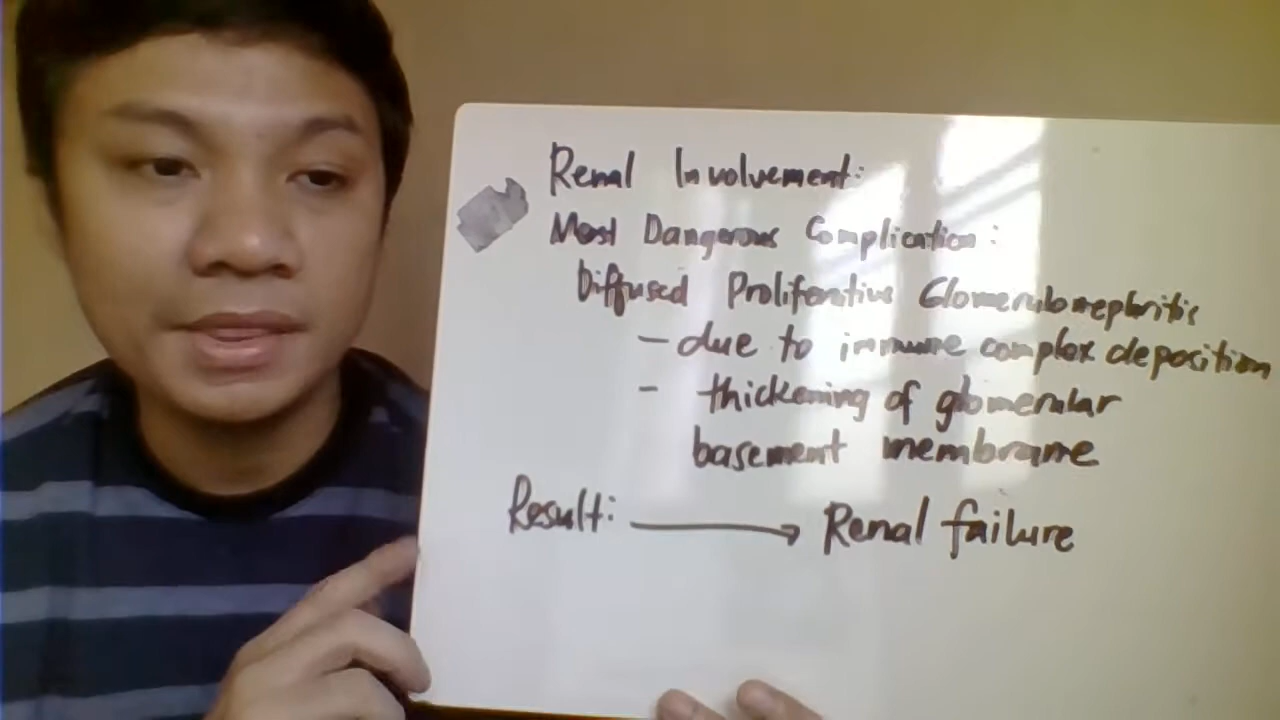 Renal Involvement:
Most Dangerous Complication:
Diffused Proliferative Glomerulonephritis
- due to immune complex deposition
- thickening of glomerular
basement membrane
Result: → Renal failure